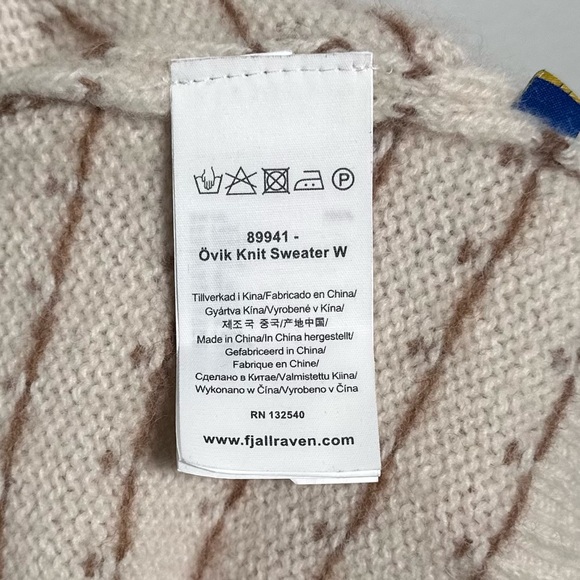 P
89941 -
Övik Knit Sweater W
Tillverkad i Kina/Fabricado en China/
Gyártva Kína/Vyrobené v Kína/
제조국 중국/产地中国/
Made in China/In China hergestellt/
Gefabriceerd in China/
Fabrique en Chine/
Сделано в Китае/Valmistettu Kiina/
Wykonano w Čína/Vyrobeno v Čína
RN 132540
www.fjallraven.com